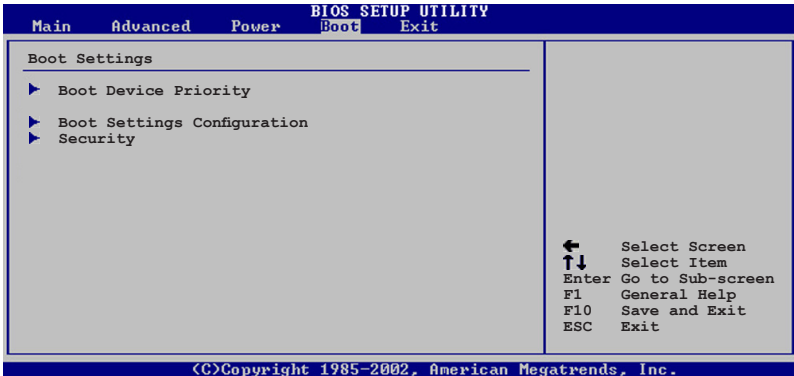 BIOS SETUP UTILITY
Main Advanced Power Boot Exit
Boot Settings
Boot Device Priority
Boot Settings Configuration
Security
← Select Screen
↑↓ Select Item
Enter Go to Sub-screen
F1 General Help
F10 Save and Exit
ESC Exit
(C)Copyright 1985-2002, American Megatrends, Inc.